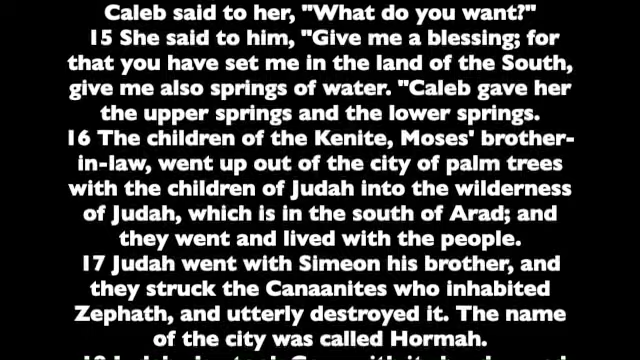 Caleb said to her, "What do you want?"
15 She said to him, "Give me a blessing; for
that you have set me in the land of the South,
give me also springs of water. "Caleb gave her
the upper springs and the lower springs.
16 The children of the Kenite, Moses' brother-
in-law, went up out of the city of palm trees
with the children of Judah into the wilderness
of Judah, which is in the south of Arad; and
they went and lived with the people.
17 Judah went with Simeon his brother, and
they struck the Canaanites who inhabited
Zephath, and utterly destroyed it. The name
of the city was called Hormah.